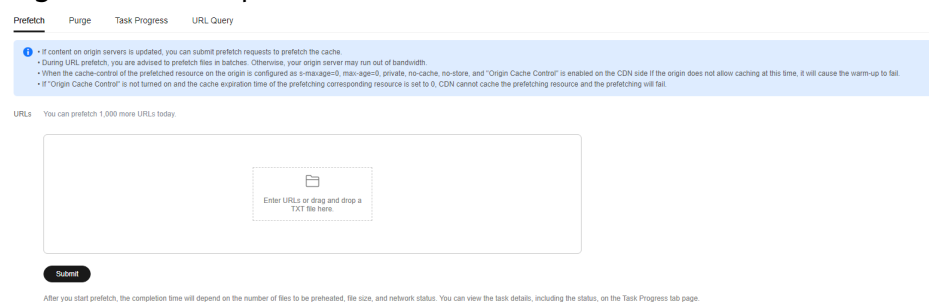 Prefetch Purge Task Progress URL Query
• If content on origin servers is updated, you can submit prefetch requests to prefetch the cache.
• During URL prefetch, you are advised to prefetch files in batches. Otherwise, your origin server may run out of bandwidth.
• When the cache-control of the prefetched resource on the origin is configured as s-maxage=0, max-age=0, private, no-cache, no-store, and "Origin Cache Control" is enabled on the CDN side If the origin does not allow caching at this time, it will cause the warm-up to fail.
• If "Origin Cache Control" is not turned on and the cache expiration time of the prefetching corresponding resource is set to 0, CDN cannot cache the prefetching resource and the prefetching will fail.
URLs You can prefetch 1,000 more URLs today.
Enter URLs or drag and drop a
TXT file here.
Submit
After you start prefetch, the completion time will depend on the number of files to be preheated, file size, and network status. You can view the task details, including the status, on the Task Progress tab page.